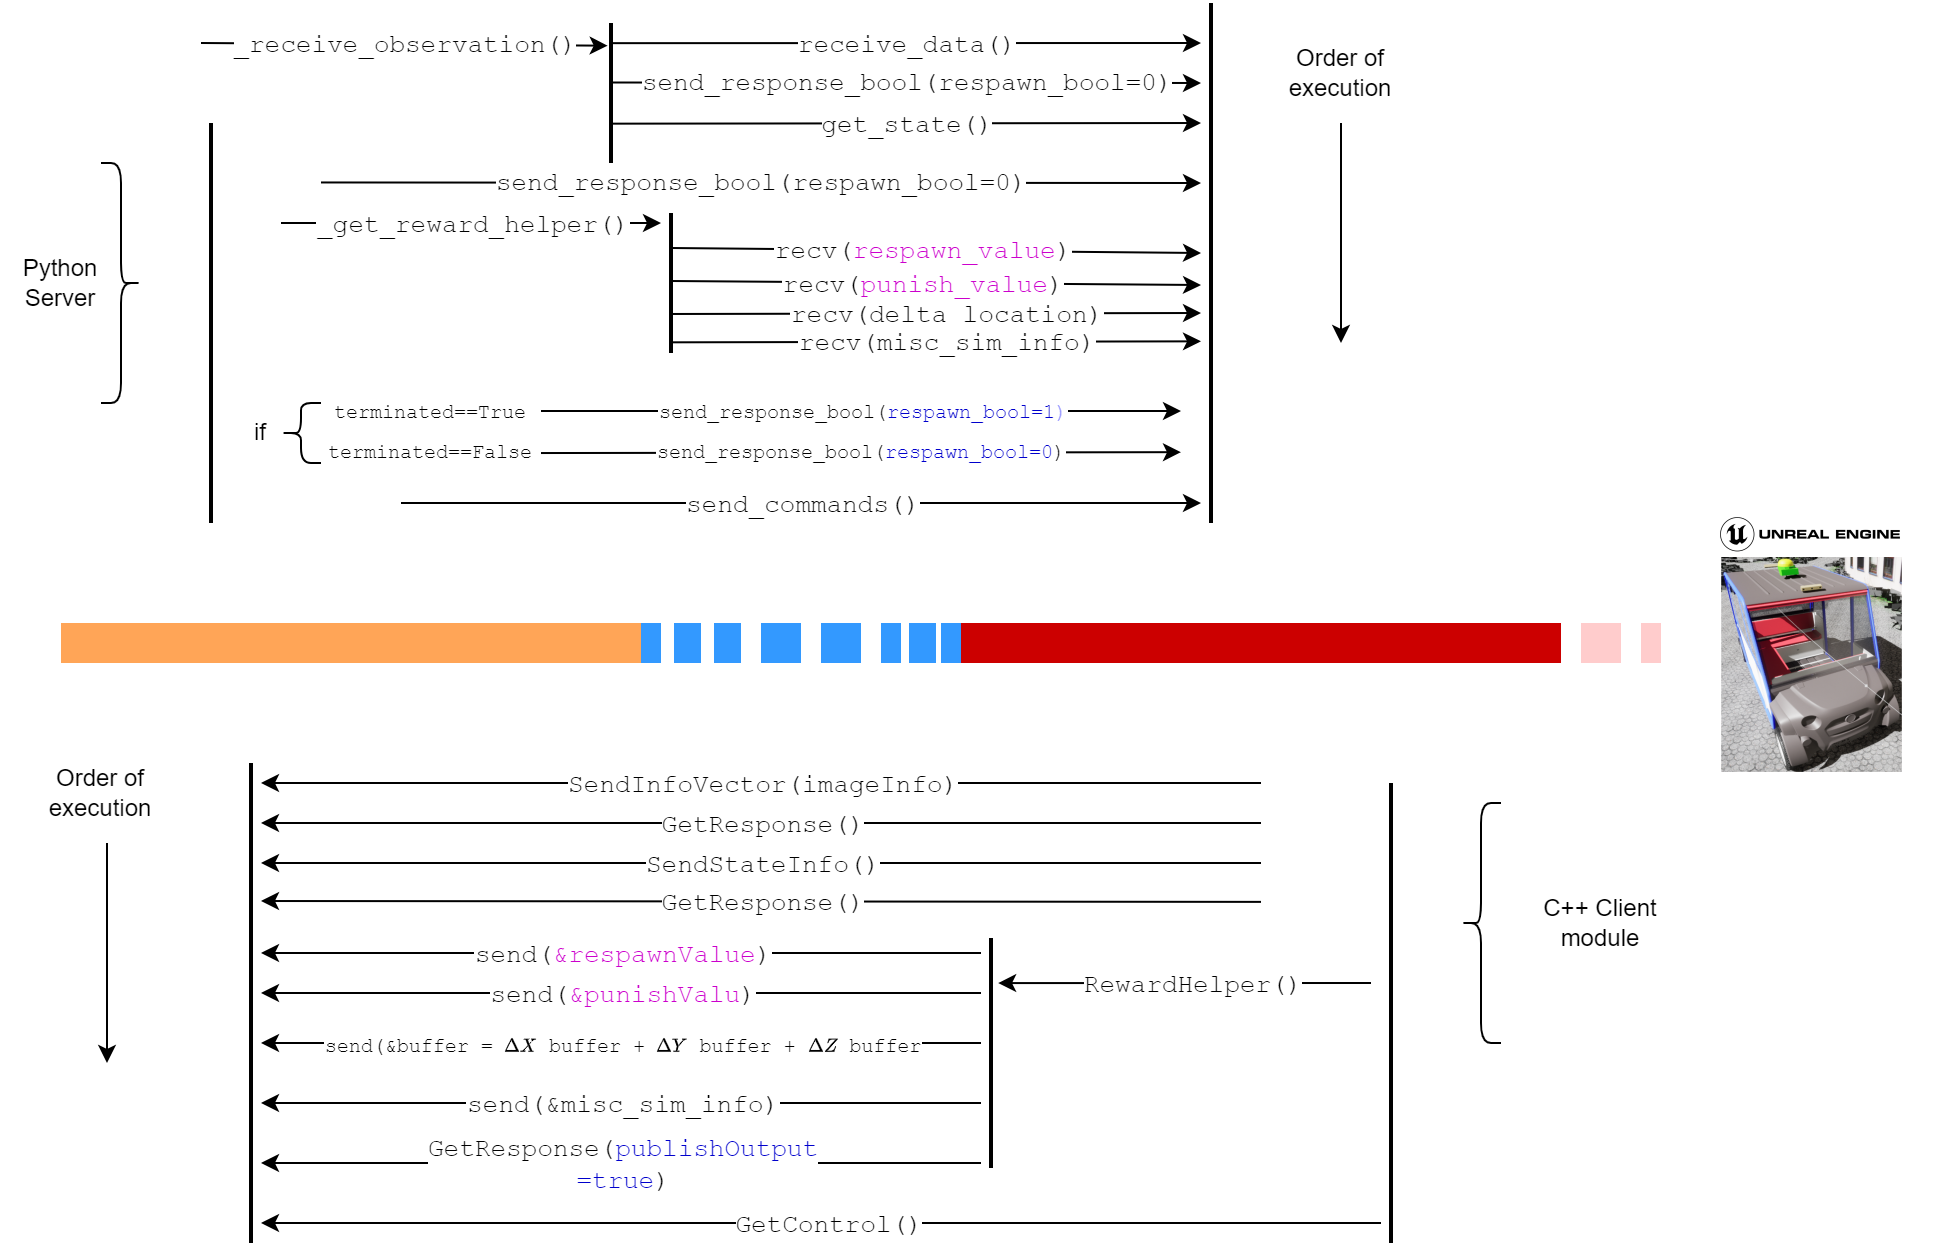 _receive_observation()
receive_data()
send_response_bool(respawn_bool=0)
get_state()
Order of
execution
send_response_bool(respawn_bool=0)
_get_reward_helper()
recv(respawn_value)
recv(punish_value)
recv(delta location)
recv(misc_sim_info)
Python
Server
if
terminated==True
send_response_bool(respawn_bool=1)
terminated==False
send_response_bool(respawn_bool=0)
send_commands()
UNREAL ENGINE
Order of
execution
SendInfoVector(imageInfo)
GetResponse()
SendStateInfo()
GetResponse()
send(&respawnValue)
send(&punishValu)
RewardHelper()
send(&buffer = ΔX buffer + ΔY buffer + ΔZ buffer
send(&misc_sim_info)
GetResponse(publishOutput
=true)
GetControl()
C++ Client
module